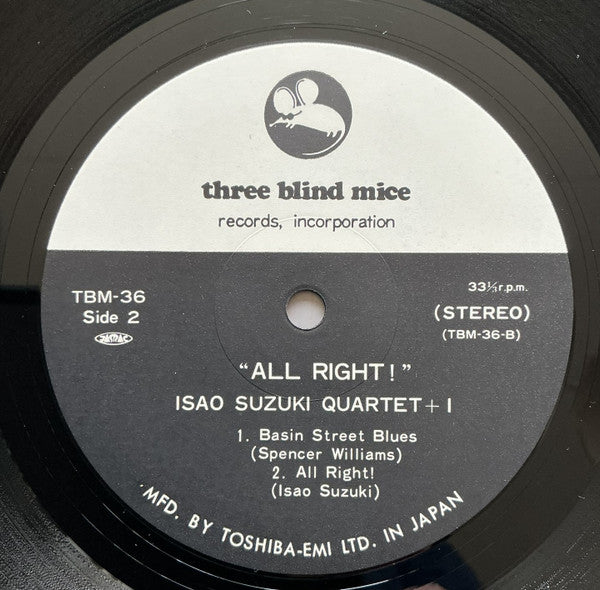 three blind mice
records, incorporation
TBM-36
Side 2
33⅓r.p.m.
(STEREO)
(TBM-36-B)
“ALL RIGHT!”
ISAO SUZUKI QUARTET+1
1. Basin Street Blues
(Spencer Williams)
2. All Right!
(Isao Suzuki)
MFD. BY TOSHIBA-EMI LTD. IN JAPAN